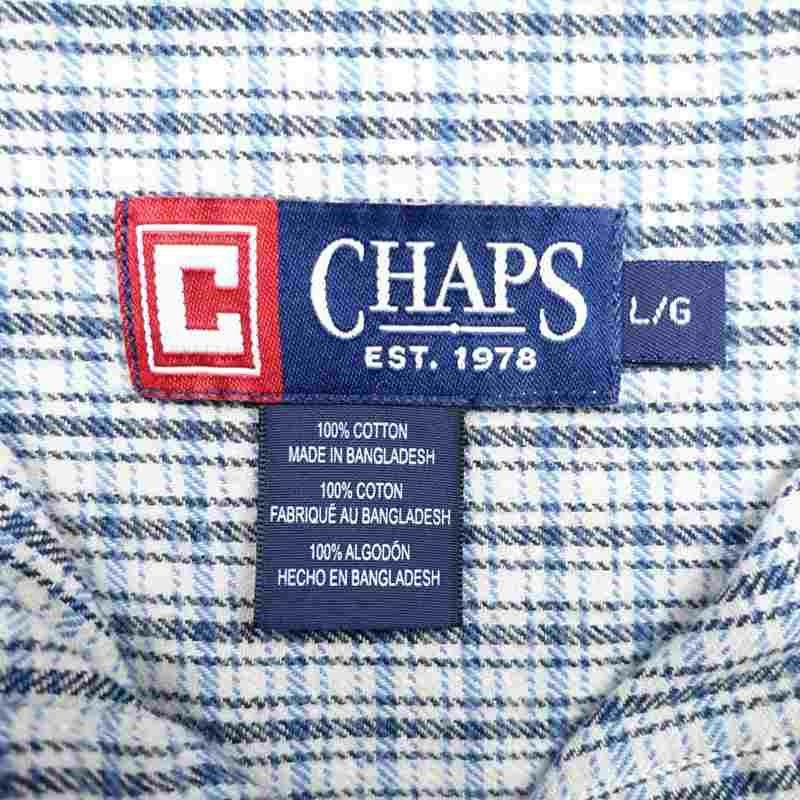 C
CHAPS
EST. 1978
L/G
100% COTTON
MADE IN BANGLADESH
100% COTON
FABRIQUÉ AU BANGLADESH
100% ALGODÓN
HECHO EN BANGLADESH